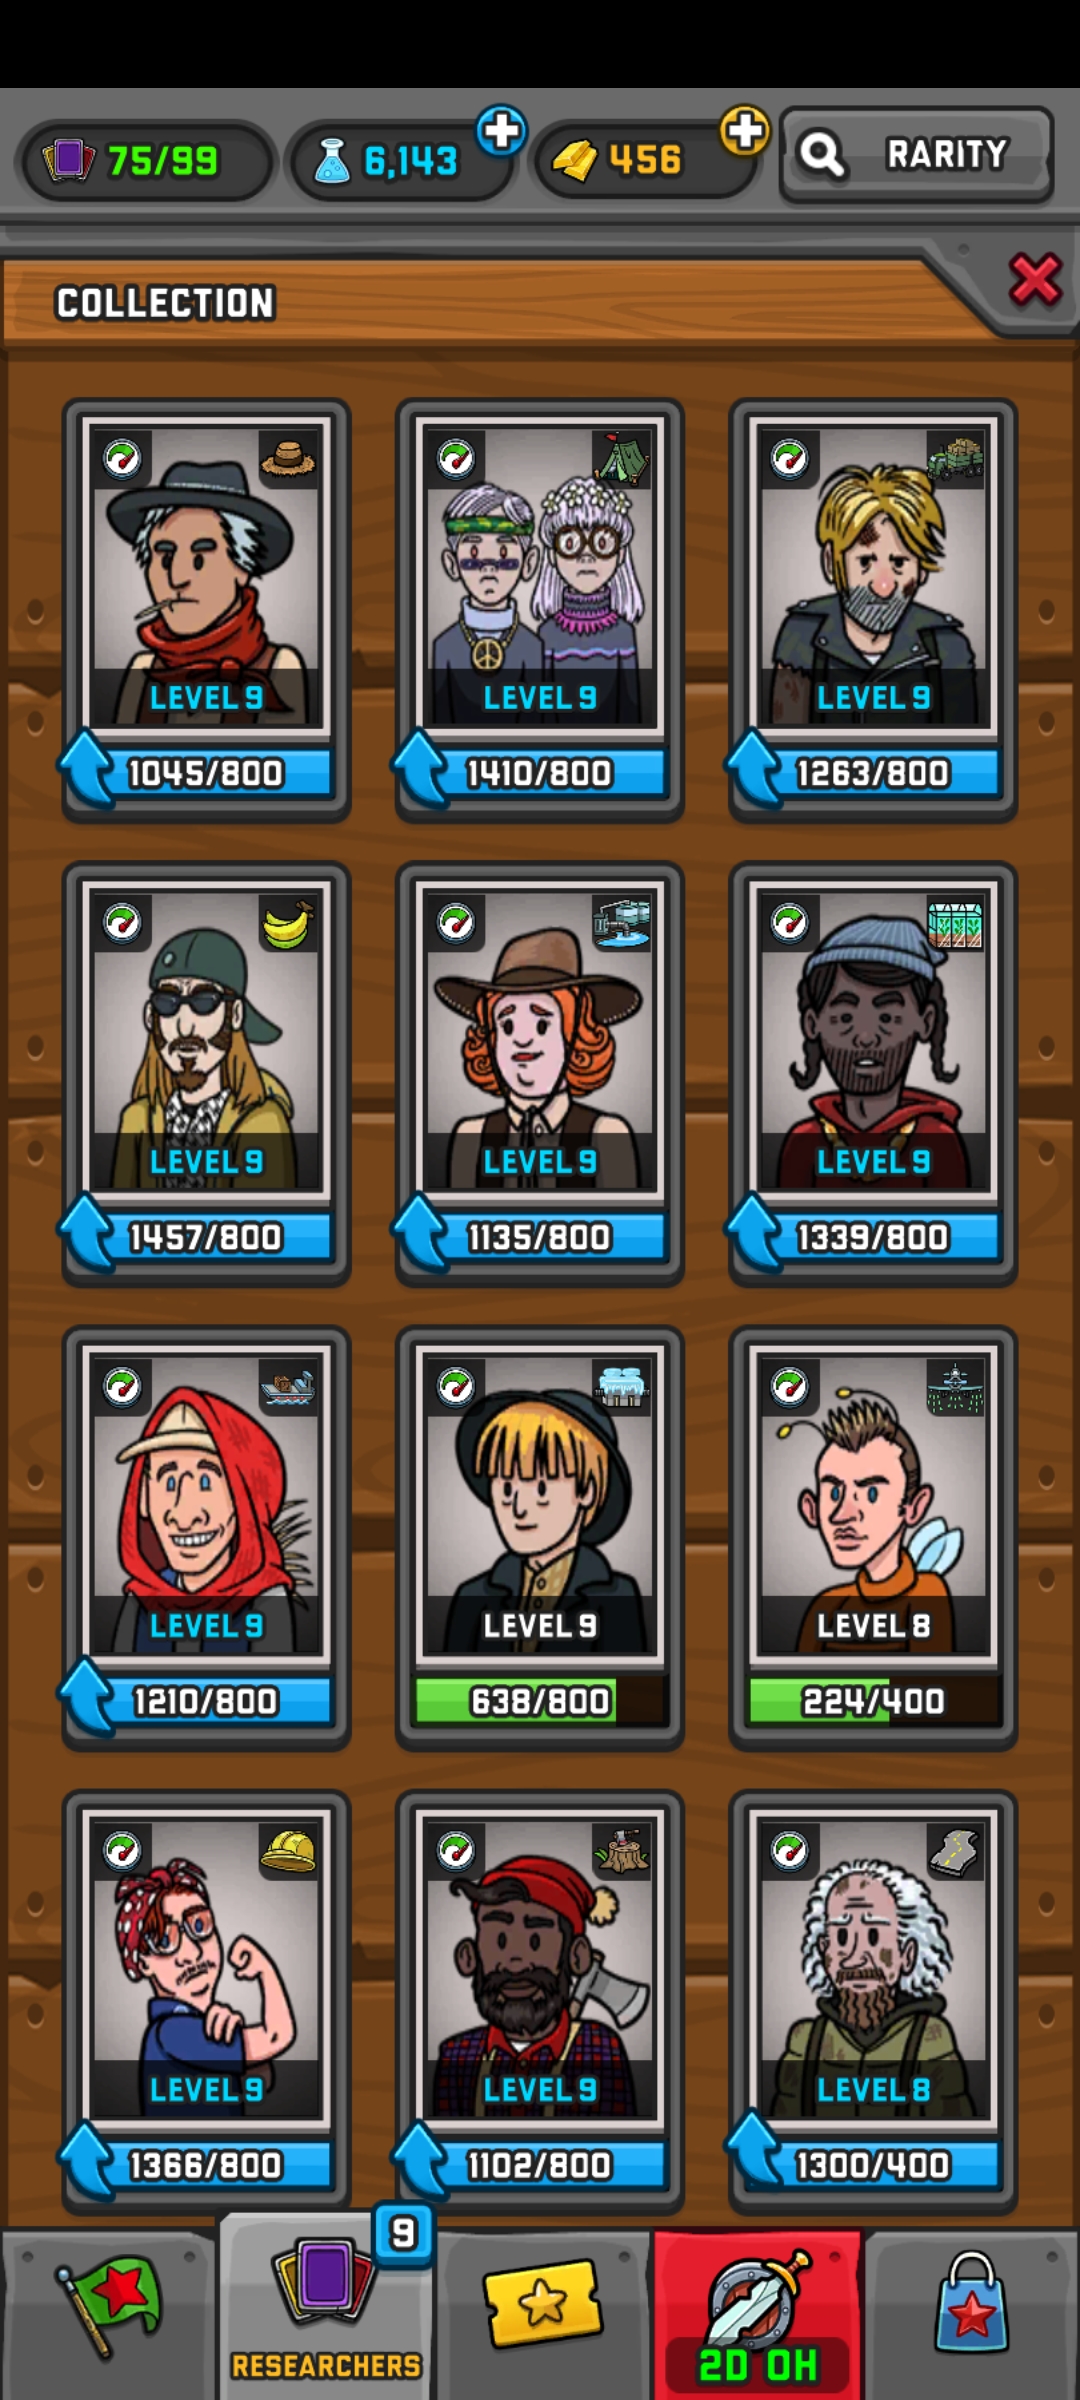 75/99 6,143 456 RARITY
COLLECTION
LEVEL 9 LEVEL 9 LEVEL 9
1045/800 1410/800 1263/800
LEVEL 9 LEVEL 9 LEVEL 9
1457/800 1135/800 1339/800
LEVEL 9 LEVEL 9 LEVEL 8
1210/800 638/800 224/400
LEVEL 9 LEVEL 9 LEVEL 8
1366/800 1102/800 1300/400
9
RESEARCHERS 2D 0H